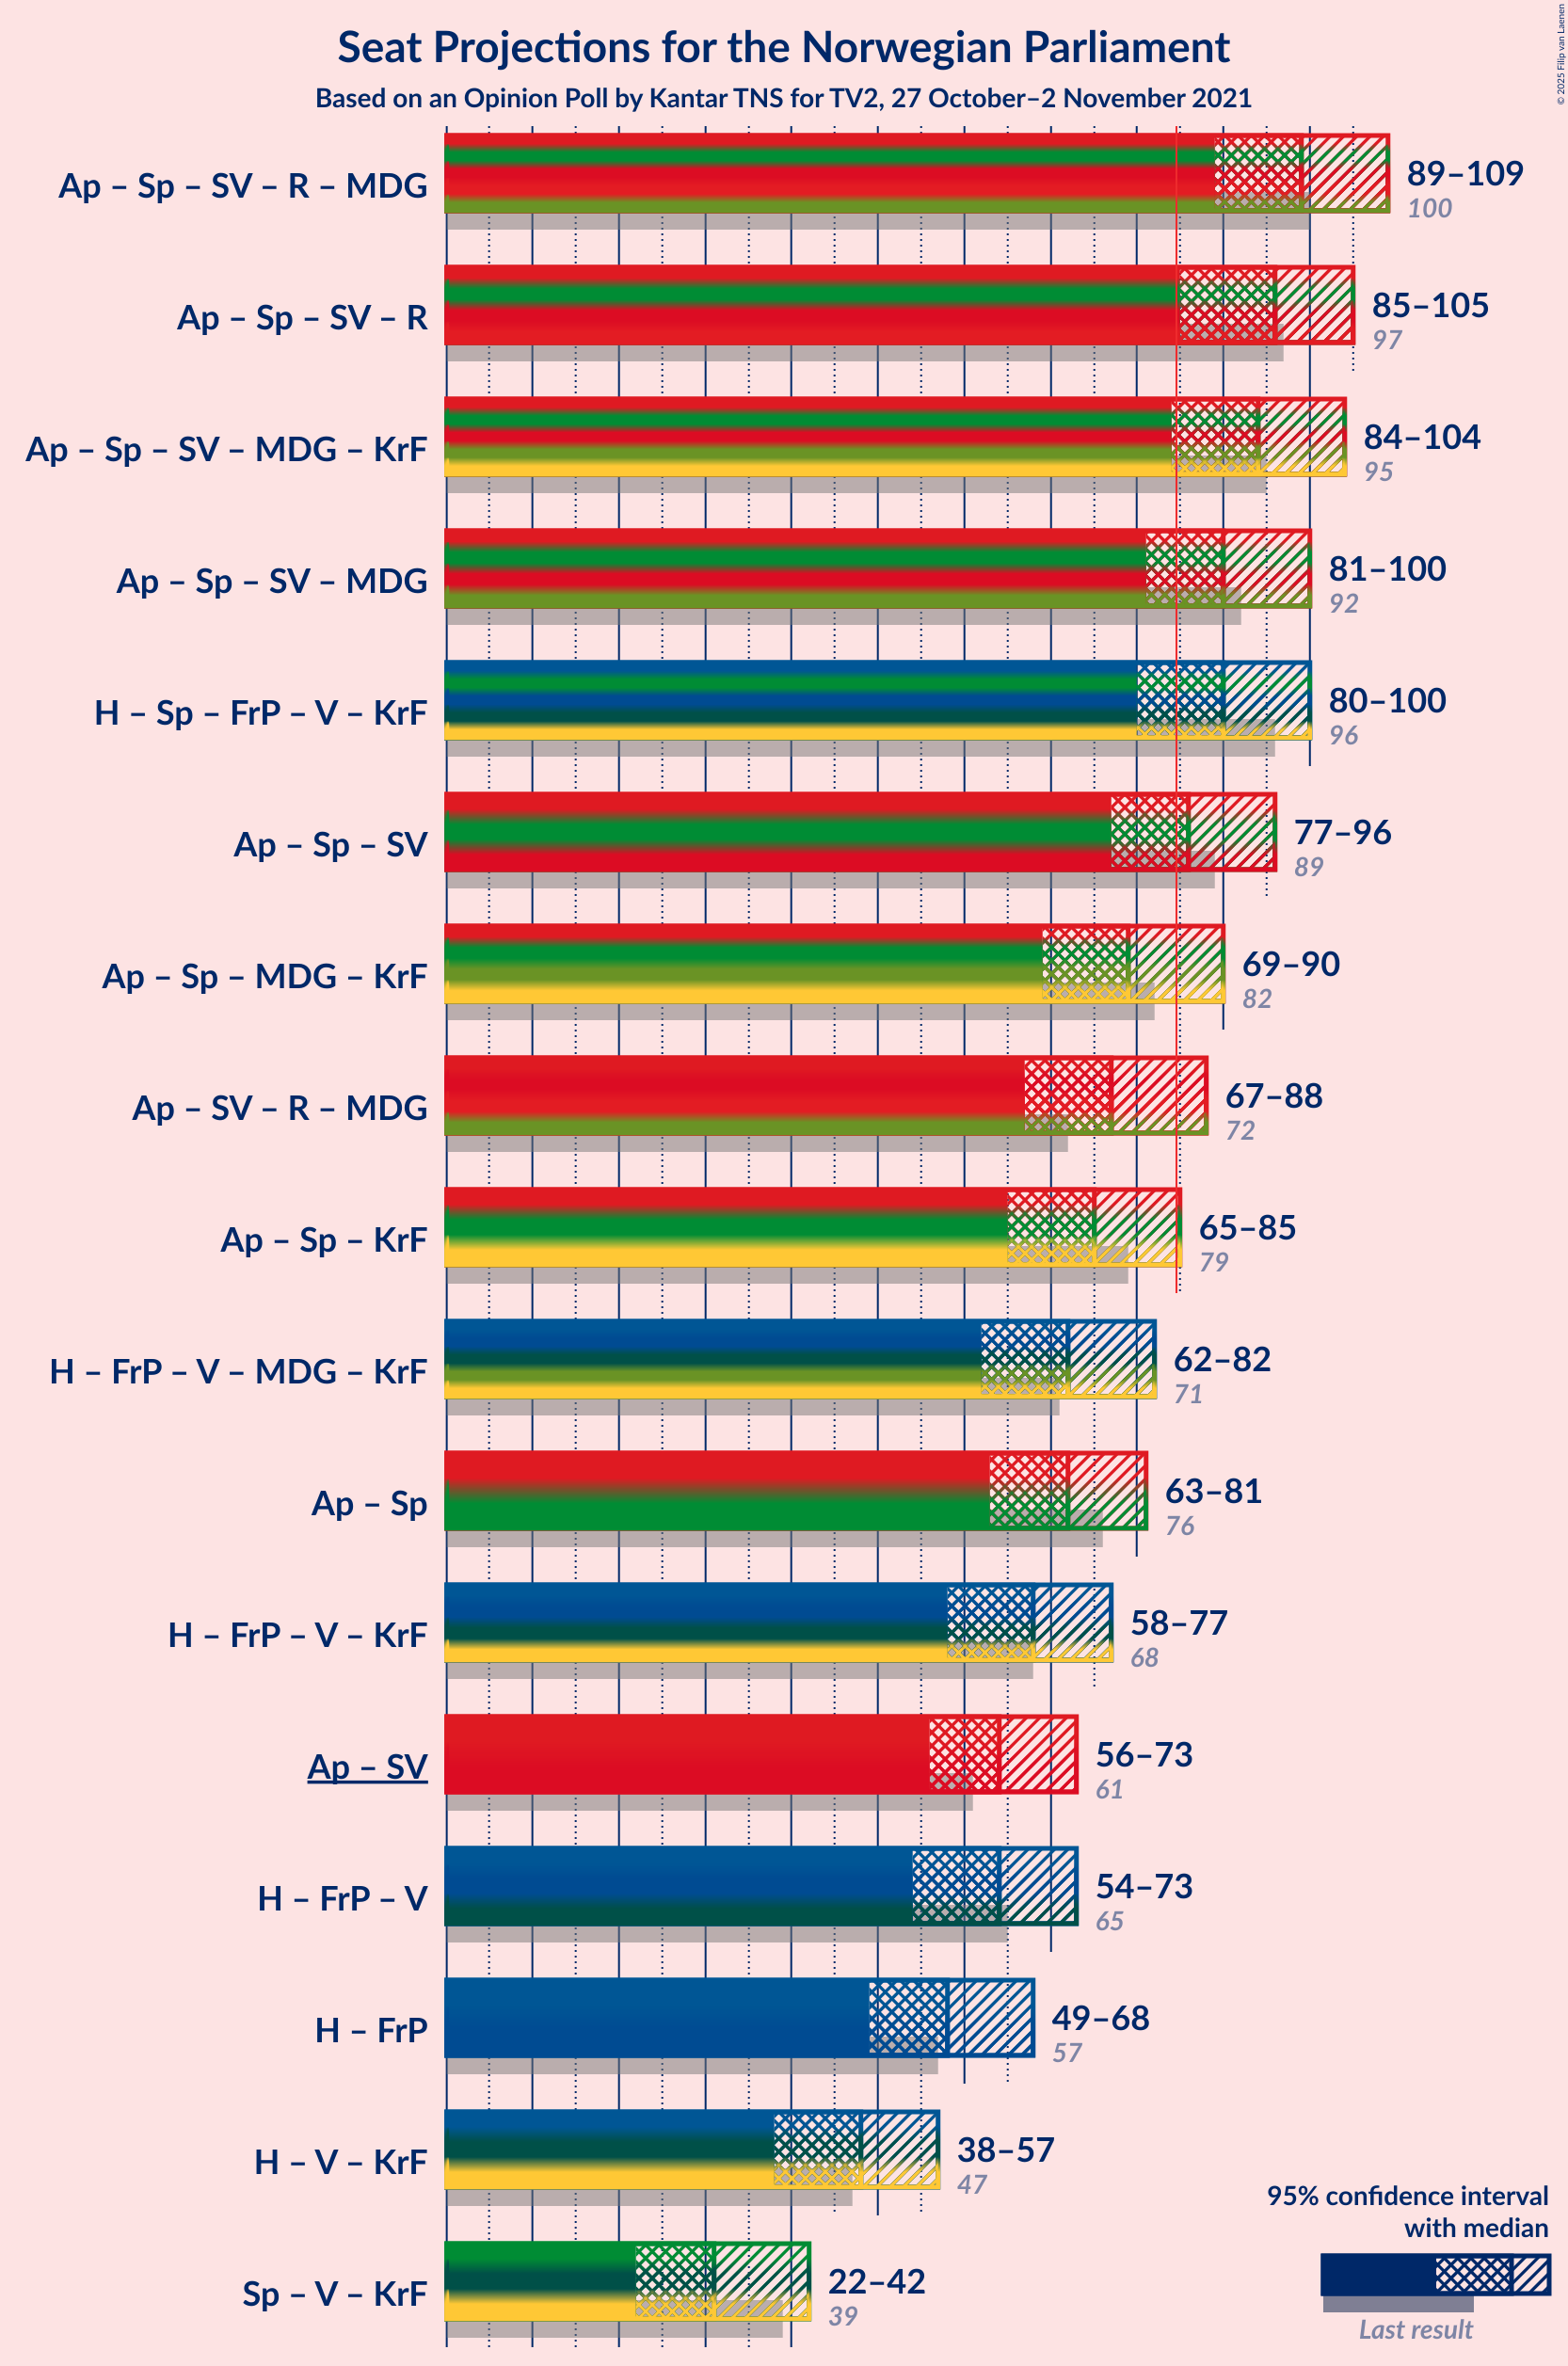 Seat Projections for the Norwegian Parliament
Based on an Opinion Poll by Kantar TNS for TV2, 27 October–2 November 2021
© 2025 Filip van Laenen
Ap – Sp – SV – R – MDG
89–109
100
Ap – Sp – SV – R
85–105
97
Ap – Sp – SV – MDG – KrF
84–104
95
Ap – Sp – SV – MDG
81–100
92
H – Sp – FrP – V – KrF
80–100
96
Ap – Sp – SV
77–96
89
Ap – Sp – MDG – KrF
69–90
82
Ap – SV – R – MDG
67–88
72
Ap – Sp – KrF
65–85
79
H – FrP – V – MDG – KrF
62–82
71
Ap – Sp
63–81
76
H – FrP – V – KrF
58–77
68
Ap – SV
56–73
61
H – FrP – V
54–73
65
H – FrP
49–68
57
H – V – KrF
38–57
47
Sp – V – KrF
22–42
39
95% confidence interval
with median
Last result